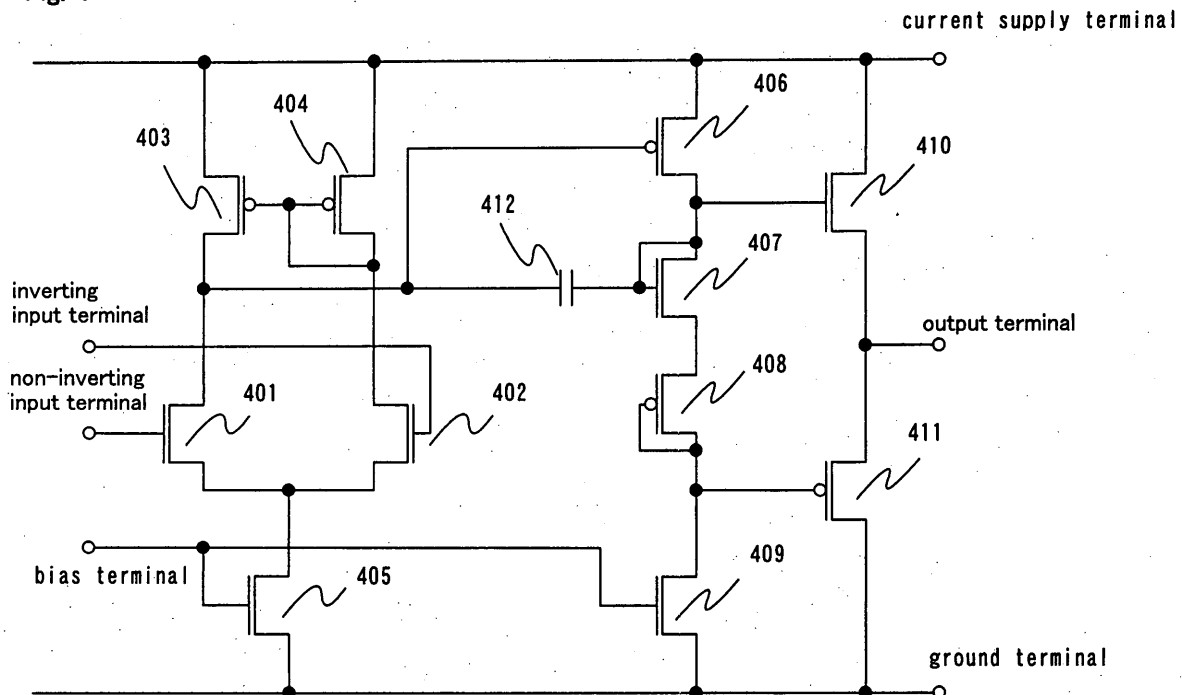 current supply terminal
404
403
406
410
412
407
inverting
input terminal
output terminal
non-inverting
input terminal
401
402
408
411
bias terminal
405
409
ground terminal